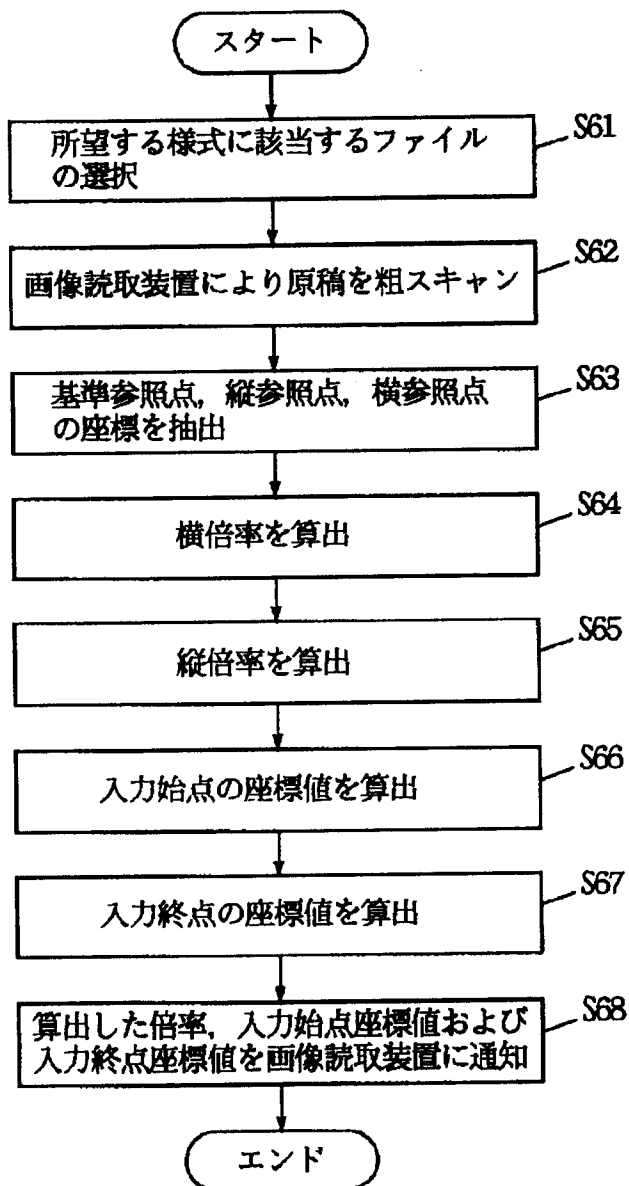 スタート
所望する様式に該当するファイル
の選択
S61
画像読取装置により原稿を粗スキャン
S62
基準参照点，縦参照点，横参照点
の座標を抽出
S63
横倍率を算出
S64
縦倍率を算出
S65
入力始点の座標値を算出
S66
入力終点の座標値を算出
S67
算出した倍率，入力始点座標値および
入力終点座標値を画像読取装置に通知
S68
エンド